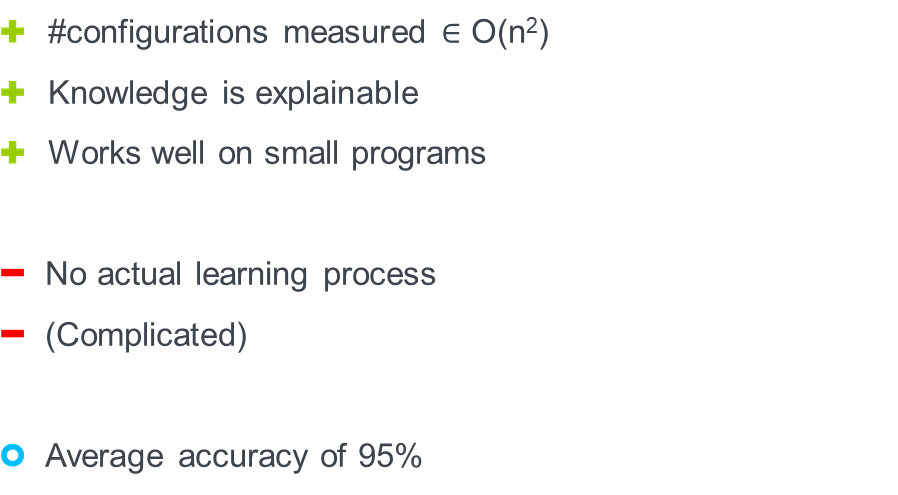 #configurations measured ∈ O(n²)
Knowledge is explainable
Works well on small programs
No actual learning process
(Complicated)
Average accuracy of 95%